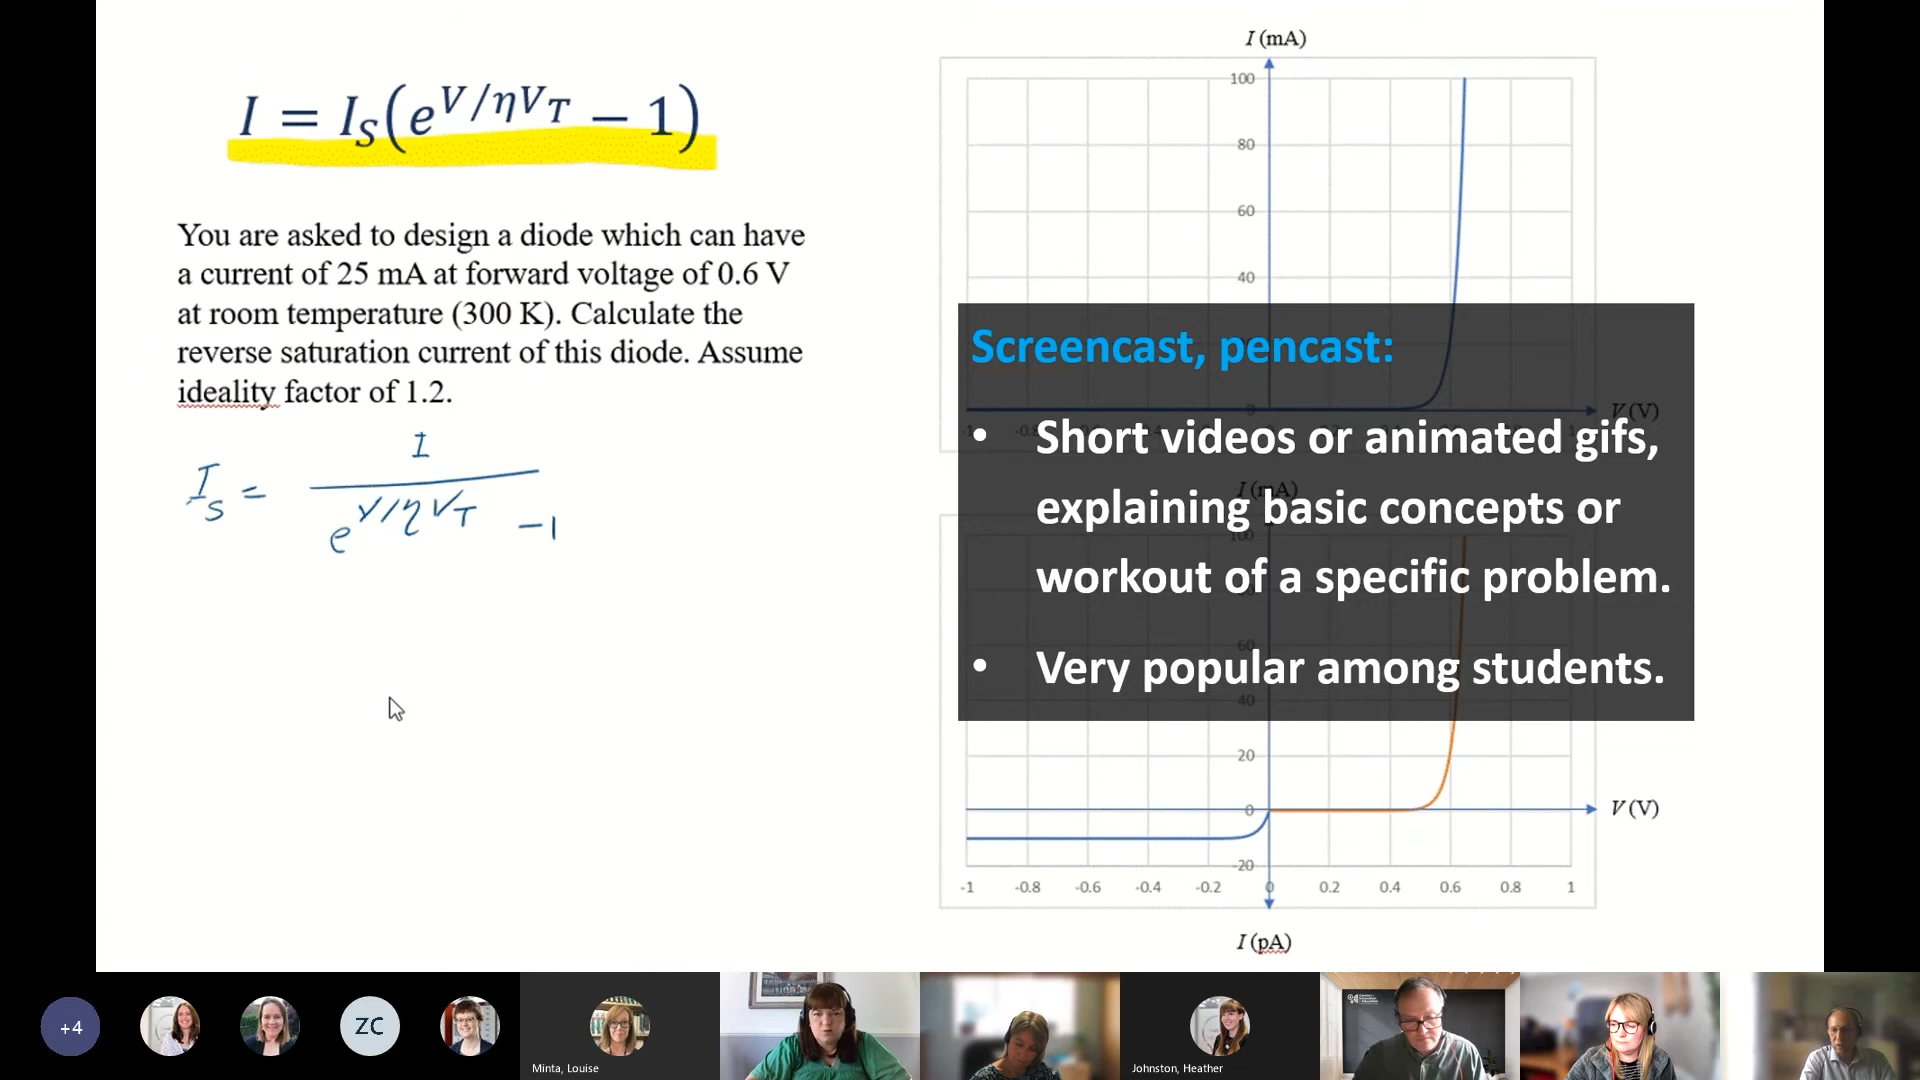 I = I_S(e^{V/ηV_T} − 1)
You are asked to design a diode which can have
a current of 25 mA at forward voltage of 0.6 V
at room temperature (300 K). Calculate the
reverse saturation current of this diode. Assume
ideality factor of 1.2.
I_S = I / (e^{V/ηV_T} −1)
I (mA)
100
80
60
40
0
V (V)
Screencast, pencast:
• Short videos or animated gifs,
explaining basic concepts or
workout of a specific problem.
• Very popular among students.
I (mA)
100
60
40
20
0
V (V)
-20
-1 -0.8 -0.6 -0.4 -0.2 0 0.2 0.4 0.6 0.8 1
I (pA)
+4
ZC
Minta, Louise
Johnston, Heather